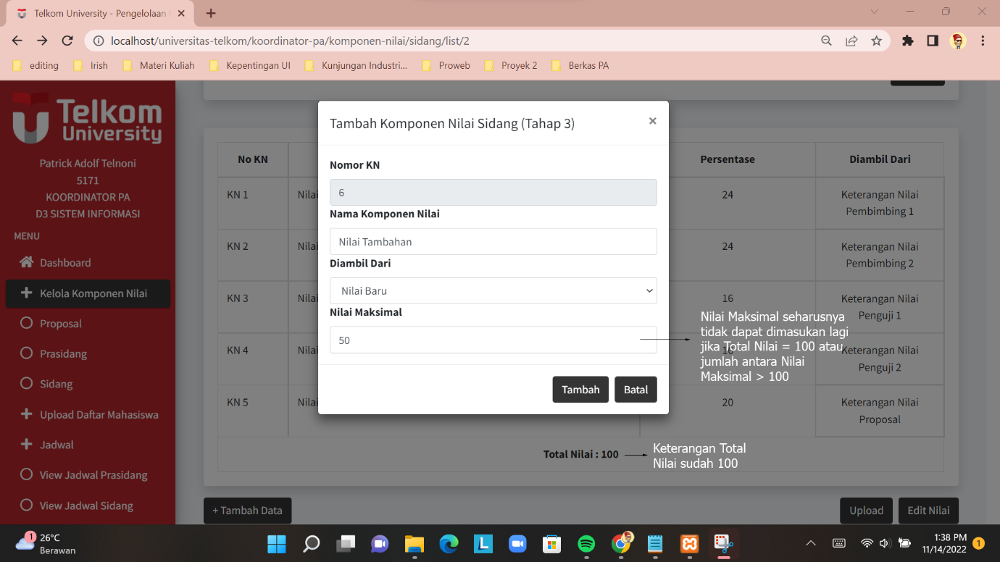 Telkom University - Pengelolaan
localhost/universitas-telkom/koordinator-pa/komponen-nilai/sidang/list/2
editing
Irish
Materi Kuliah
Kepentingan UI
Kunjungan Industri...
Proweb
Proyek 2
Berkas PA
Telkom
University
Patrick Adolf Telnoni
5171
KOORDINATOR PA
D3 SISTEM INFORMASI
MENU
Dashboard
Kelola Komponen Nilai
Proposal
Prasidang
Sidang
Upload Daftar Mahasiswa
Jadwal
View Jadwal Prasidang
View Jadwal Sidang
Tambah Komponen Nilai Sidang (Tahap 3)
×
Nomor KN
6
Nama Komponen Nilai
Nilai Tambahan
Diambil Dari
Nilai Baru
Nilai Maksimal
50
Tambah
Batal
No KN
Persentase
Diambil Dari
KN 1
Nilai
24
Keterangan Nilai
Pembimbing 1
KN 2
Nilai
24
Keterangan Nilai
Pembimbing 2
KN 3
Nilai
16
Keterangan Nilai
Penguji 1
KN 4
Nilai
Keterangan Nilai
Penguji 2
KN 5
Nilai
20
Keterangan Nilai
Proposal
Nilai Maksimal seharusnya
tidak dapat dimasukan lagi
jika Total Nilai = 100 atau
jumlah antara Nilai
Maksimal > 100
Total Nilai : 100
Keterangan Total
Nilai sudah 100
+ Tambah Data
Upload
Edit Nilai
1
26°C
Berawan
L
1:38 PM
11/14/2022
1